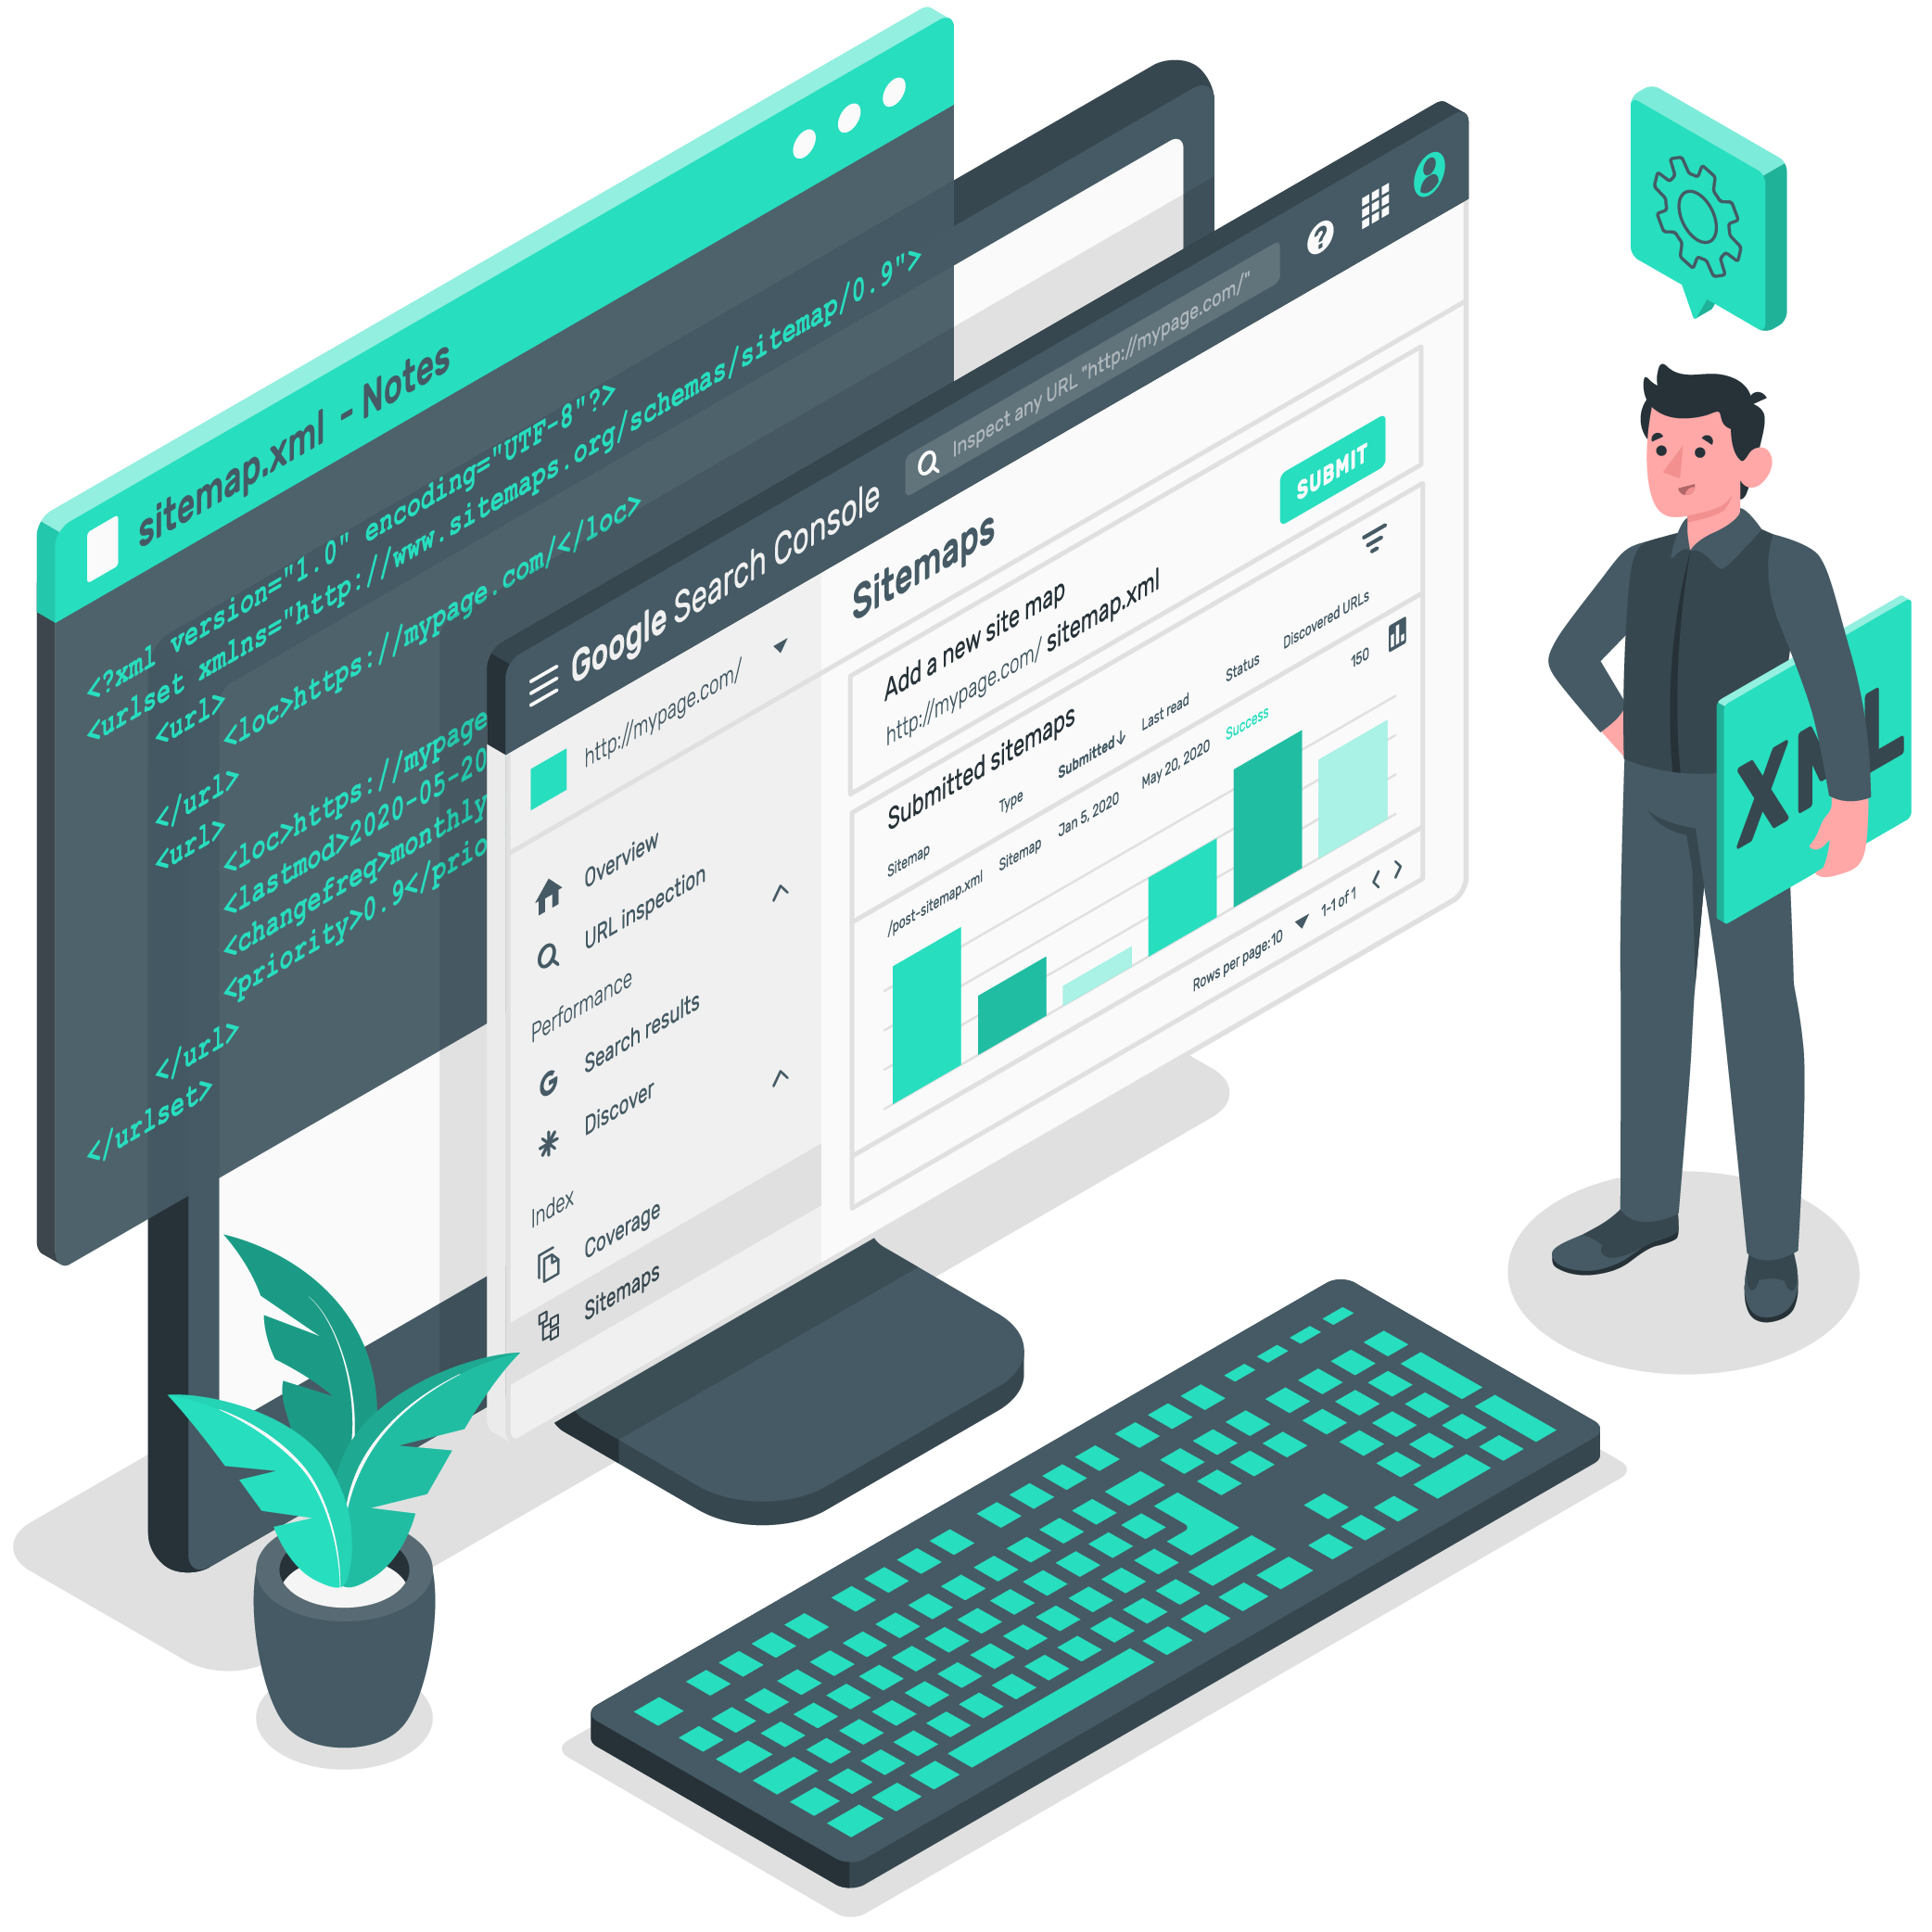 sitemap.xml - Notes
<?xml version="1.0" encoding="UTF-8"?>
<urlset xmlns="http://www.sitemaps.org/schemas/sitemap/0.9">
<url>
<loc>https://mypage.com/</loc>
</url>
<url>
<loc>https://mypage
<lastmod>2020-05-20
<changefreq>monthly
<priority>0.9</prio
</url>
</urlset>
Google Search Console
Inspect any URL "http://mypage.com/"
?
http://mypage.com/
Overview
URL inspection
Performance
Search results
Discover
Index
Coverage
Sitemaps
Sitemaps
Add a new site map
http://mypage.com/ sitemap.xml
SUBMIT
Submitted sitemaps
Sitemap Type Submitted↓ Last read Status Discovered URLs
/post-sitemap.xml Sitemap Jan 5, 2020 May 20, 2020 Success 150
Rows per page:10 1-1 of 1 < >
XML